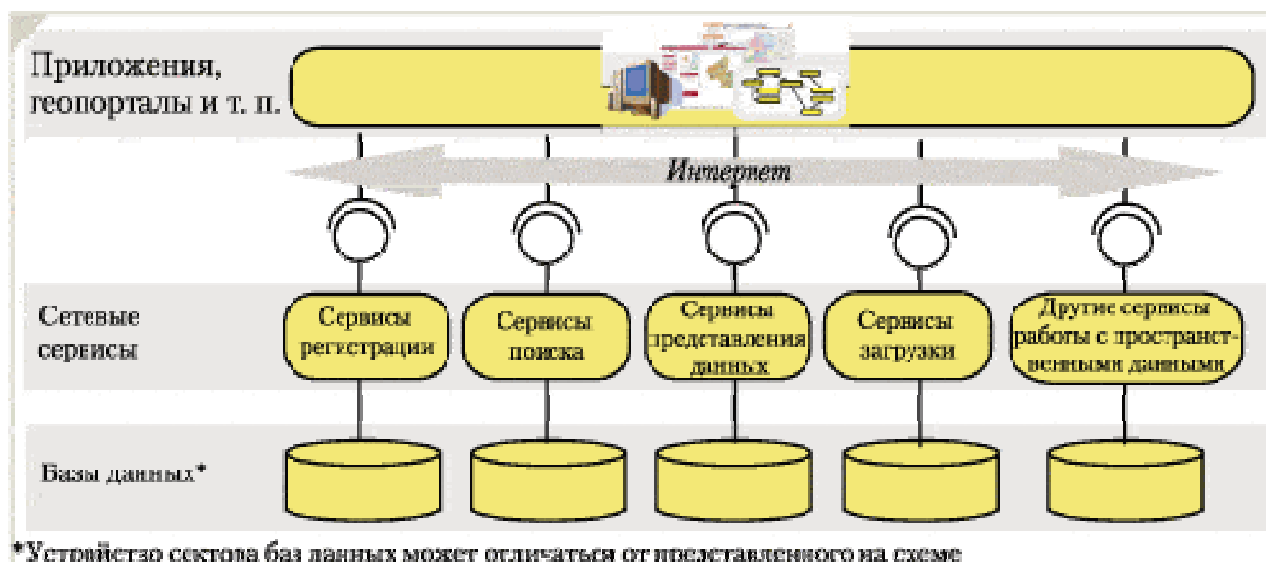 Приложения,
геопорталы и т. п.
Интернет
Сетевые
сервисы
Сервисы
регистрации
Сервисы
поиска
Сервисы
представления
данных
Сервисы
загрузки
Другие сервисы
работы с пространст-
венными данными
Базы данных*
*Устройство сектора баз данных может отличаться от представленного на схеме